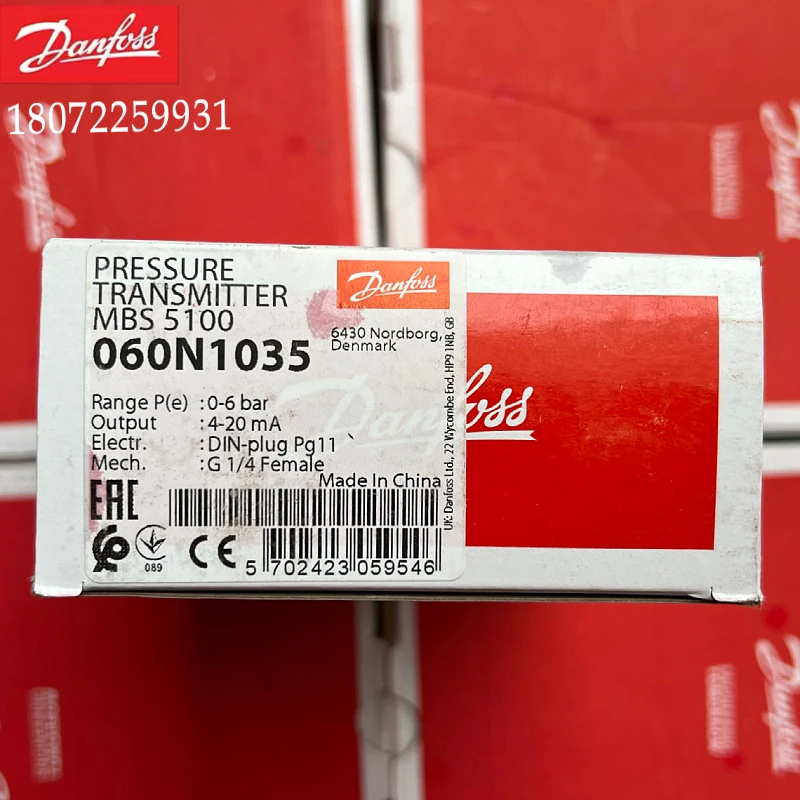 Danfoss
18072259931
PRESSURE
TRANSMITTER
MBS 5100
060N1035
Danfoss
6430 Nordborg,
Denmark
Range P(e) : 0-6 bar
Output : 4-20 mA
Electr. : DIN-plug Pg11
Mech. : G 1/4 Female
Made In China
UK: Danfoss Ltd., 22 Wycombe End, HP9 1NB, GB
Danfoss
EAC
089
CE
5 702423 059546